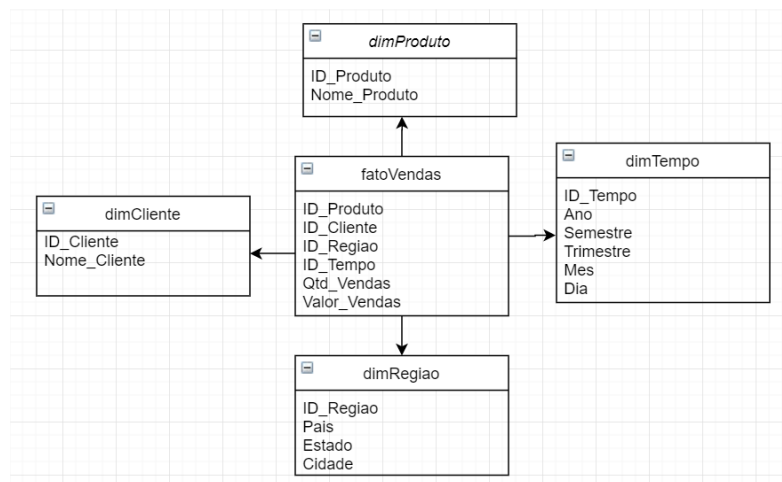 dimProduto
ID_Produto
Nome_Produto
fatoVendas
ID_Produto
ID_Cliente
ID_Regiao
ID_Tempo
Qtd_Vendas
Valor_Vendas
dimTempo
ID_Tempo
Ano
Semestre
Trimestre
Mes
Dia
dimCliente
ID_Cliente
Nome_Cliente
dimRegiao
ID_Regiao
Pais
Estado
Cidade